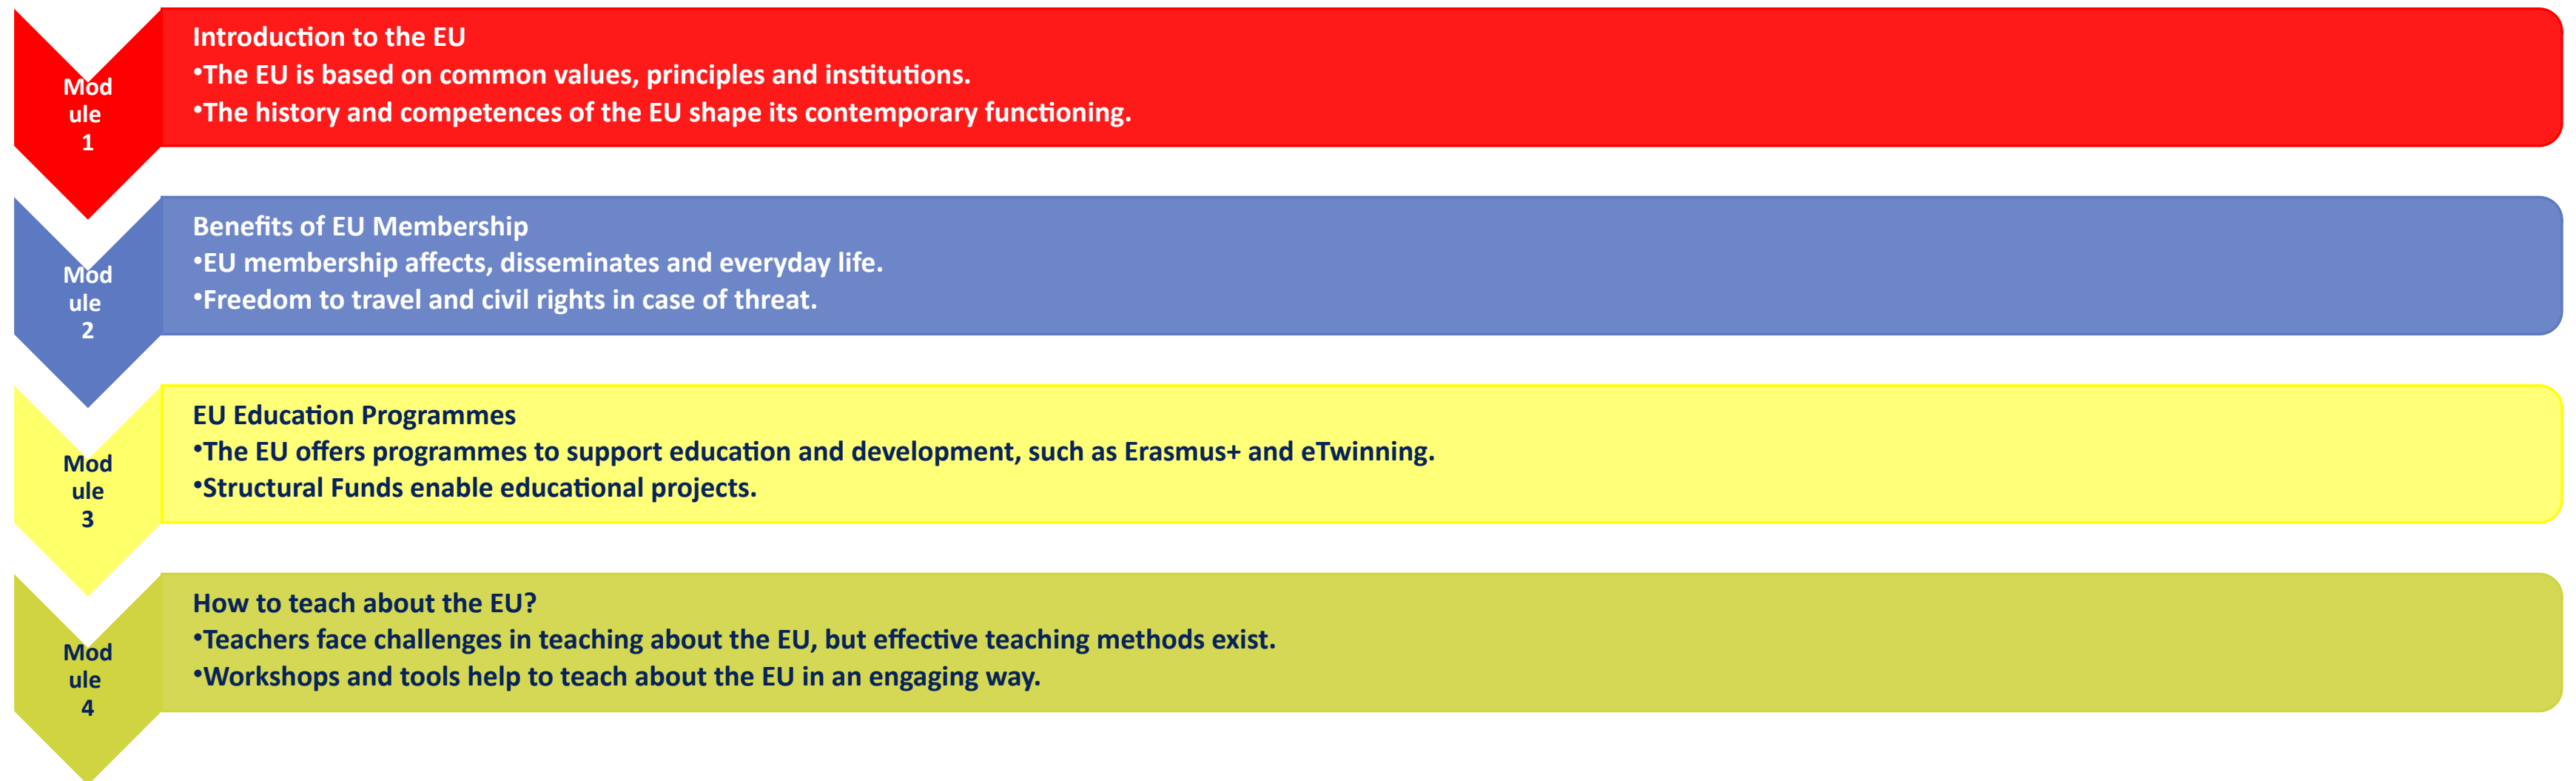 Mod
ule
1
Introduction to the EU
•The EU is based on common values, principles and institutions.
•The history and competences of the EU shape its contemporary functioning.
Mod
ule
2
Benefits of EU Membership
•EU membership affects, disseminates and everyday life.
•Freedom to travel and civil rights in case of threat.
Mod
ule
3
EU Education Programmes
•The EU offers programmes to support education and development, such as Erasmus+ and eTwinning.
•Structural Funds enable educational projects.
Mod
ule
4
How to teach about the EU?
•Teachers face challenges in teaching about the EU, but effective teaching methods exist.
•Workshops and tools help to teach about the EU in an engaging way.